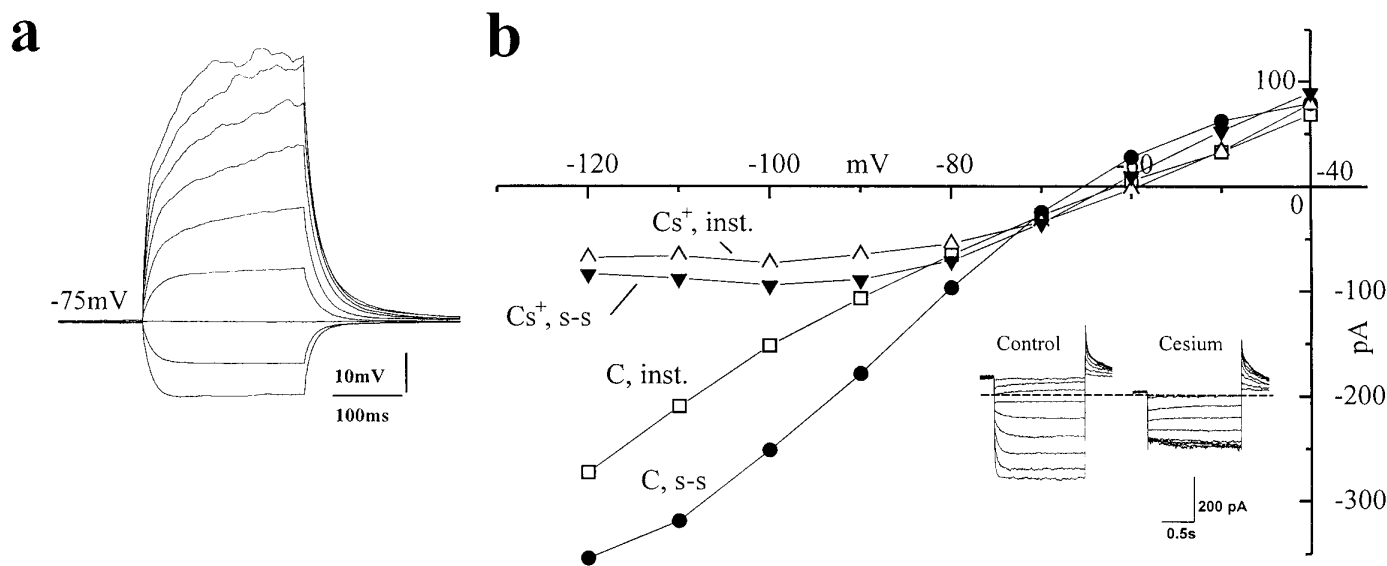 a
b
-75mV
10mV
100ms
100
-120
-100
mV
-80
-40
0
Cs⁺, inst.
Cs⁺, s-s
C, inst.
C, s-s
-100
pA
-200
-300
Control
Cesium
200 pA
0.5s